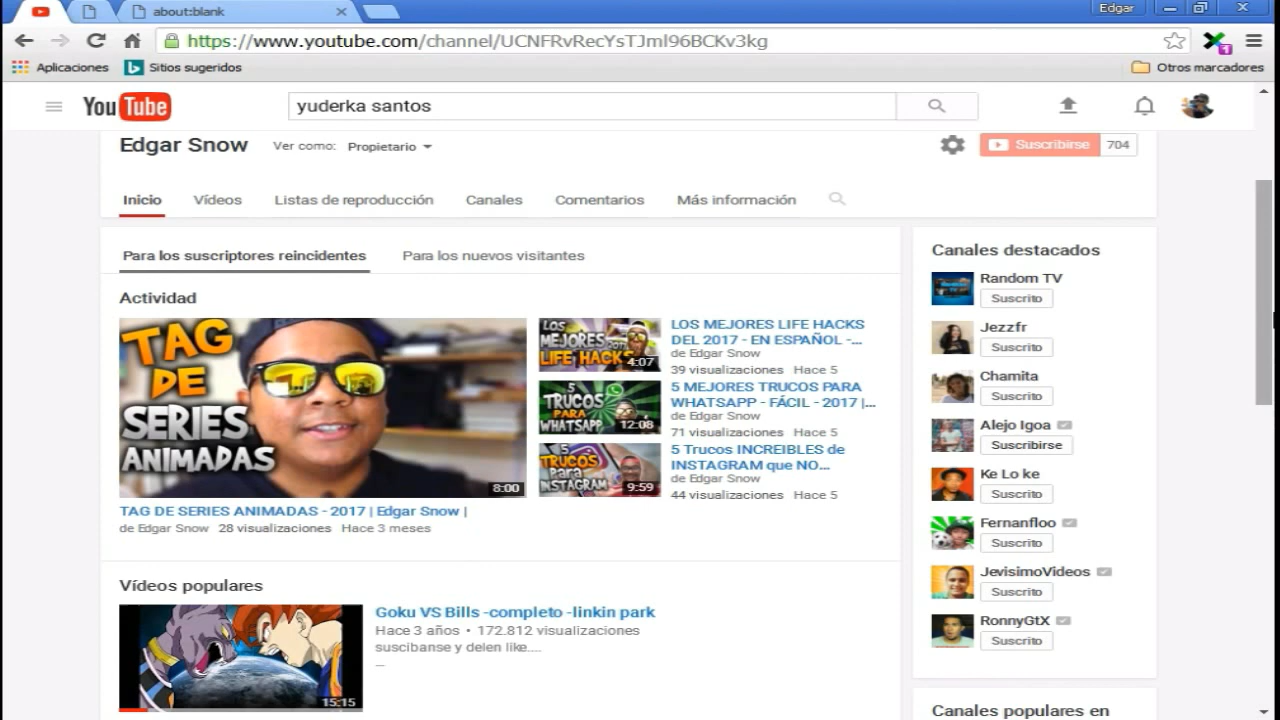 about:blank
Edgar
https://www.youtube.com/channel/UCNFRvRecYsTJml96BCKv3kg
1
Aplicaciones
Sitios sugeridos
Otros marcadores
YouTube
yuderka santos
Edgar Snow
Ver como:
Propietario
Suscribirse
704
Inicio
Vídeos
Listas de reproducción
Canales
Comentarios
Más información
Para los suscriptores reincidentes
Para los nuevos visitantes
Actividad
TAG
DE
SERIES
ANIMADAS
8:00
TAG DE SERIES ANIMADAS - 2017 | Edgar Snow |
de Edgar Snow 28 visualizaciones Hace 3 meses
LOS
MEJORES 2017
LIFE HACKS
4:07
LOS MEJORES LIFE HACKS
DEL 2017 - EN ESPAÑOL -...
de Edgar Snow
39 visualizaciones Hace 5
5
TRUCOS
PARA
WHATSAPP
12:08
5 MEJORES TRUCOS PARA
WHATSAPP - FÁCIL - 2017 |...
de Edgar Snow
71 visualizaciones Hace 5
5
TRUCOS
Para
INSTAGRAM
9:59
5 Trucos INCREIBLES de
INSTAGRAM que NO...
de Edgar Snow
44 visualizaciones Hace 5
Vídeos populares
15:15
Goku VS Bills -completo -linkin park
Hace 3 años • 172.812 visualizaciones
suscibanse y delen like....
Canales destacados
Random TV
Suscrito
Jezzfr
Suscrito
Chamita
Suscrito
Alejo Igoa
Suscribirse
Ke Lo ke
Suscrito
Fernanfloo
Suscrito
JevisimoVideos
Suscrito
RonnyGtX
Suscrito
Canales populares en